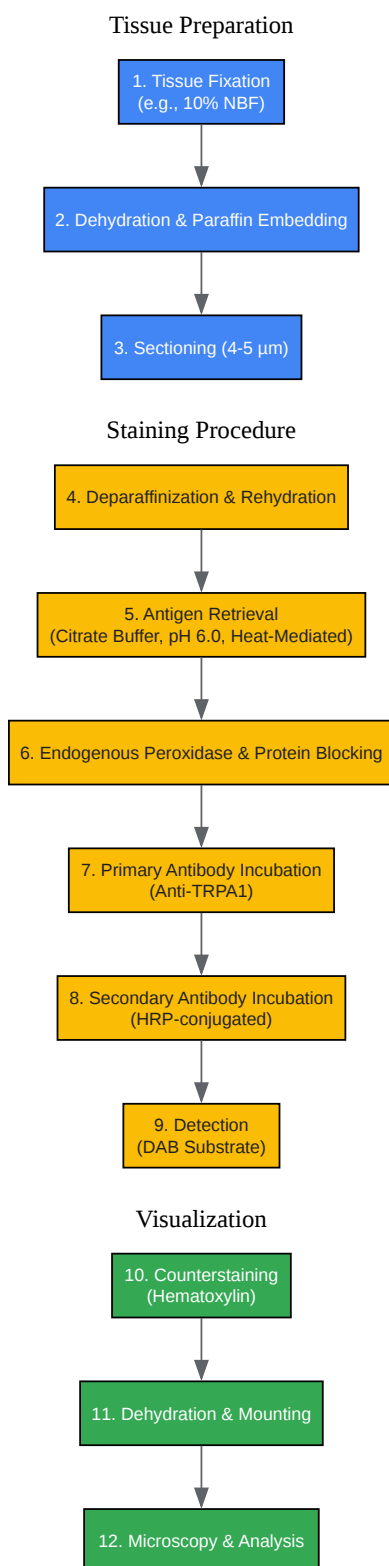 Tissue Preparation
1. Tissue Fixation
(e.g., 10% NBF)
2. Dehydration & Paraffin Embedding
3. Sectioning (4-5 µm)
Staining Procedure
4. Deparaffinization & Rehydration
5. Antigen Retrieval
(Citrate Buffer, pH 6.0, Heat-Mediated)
6. Endogenous Peroxidase & Protein Blocking
7. Primary Antibody Incubation
(Anti-TRPA1)
8. Secondary Antibody Incubation
(HRP-conjugated)
9. Detection
(DAB Substrate)
Visualization
10. Counterstaining
(Hematoxylin)
11. Dehydration & Mounting
12. Microscopy & Analysis